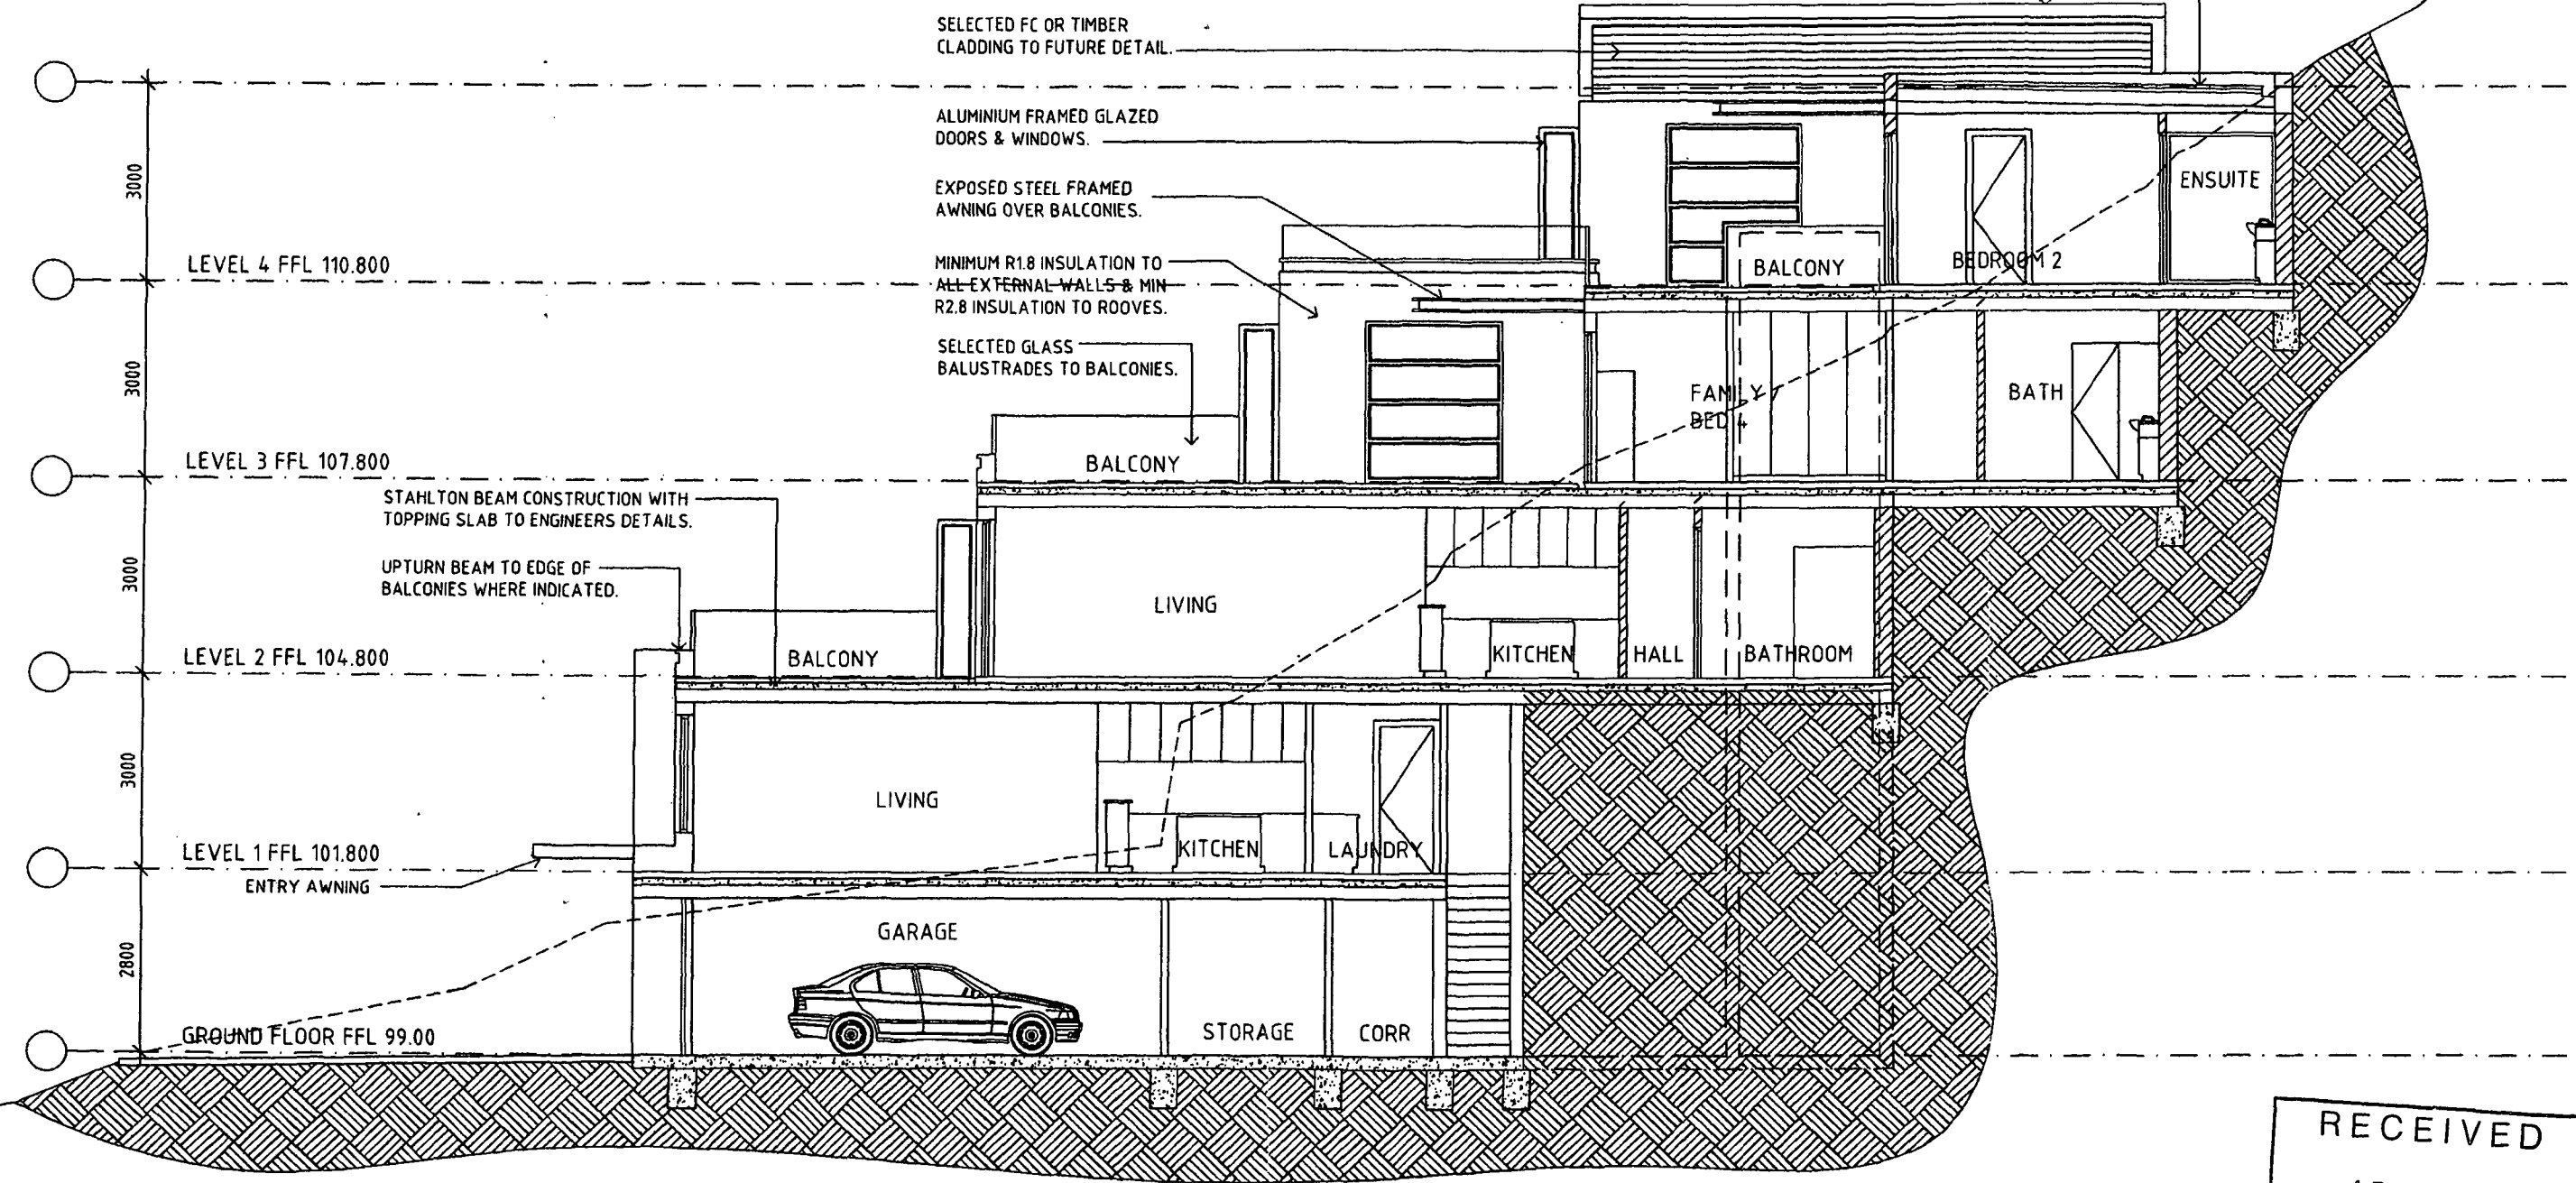 SELECTED FC OR TIMBER
CLADDING TO FUTURE DETAIL.
ALUMINIUM FRAMED GLAZED
DOORS & WINDOWS.
EXPOSED STEEL FRAMED
AWNING OVER BALCONIES.
MINIMUM R1.8 INSULATION TO
ALL EXTERNAL WALLS & MIN
R2.8 INSULATION TO ROOVES.
SELECTED GLASS
BALUSTRADES TO BALCONIES.
3000
ENSUITE
LEVEL 4 FFL 110.800
BALCONY
BEDROOM 2
3000
FAMILY
BED 4
BATH
LEVEL 3 FFL 107.800
BALCONY
STAHLTON BEAM CONSTRUCTION WITH
TOPPING SLAB TO ENGINEERS DETAILS.
UPTURN BEAM TO EDGE OF
BALCONIES WHERE INDICATED.
3000
LIVING
LEVEL 2 FFL 104.800
BALCONY
KITCHEN
HALL
BATHROOM
3000
LIVING
LEVEL 1 FFL 101.800
KITCHEN
LAUNDRY
ENTRY AWNING
2800
GARAGE
GROUND FLOOR FFL 99.00
STORAGE
CORR
RECEIVED